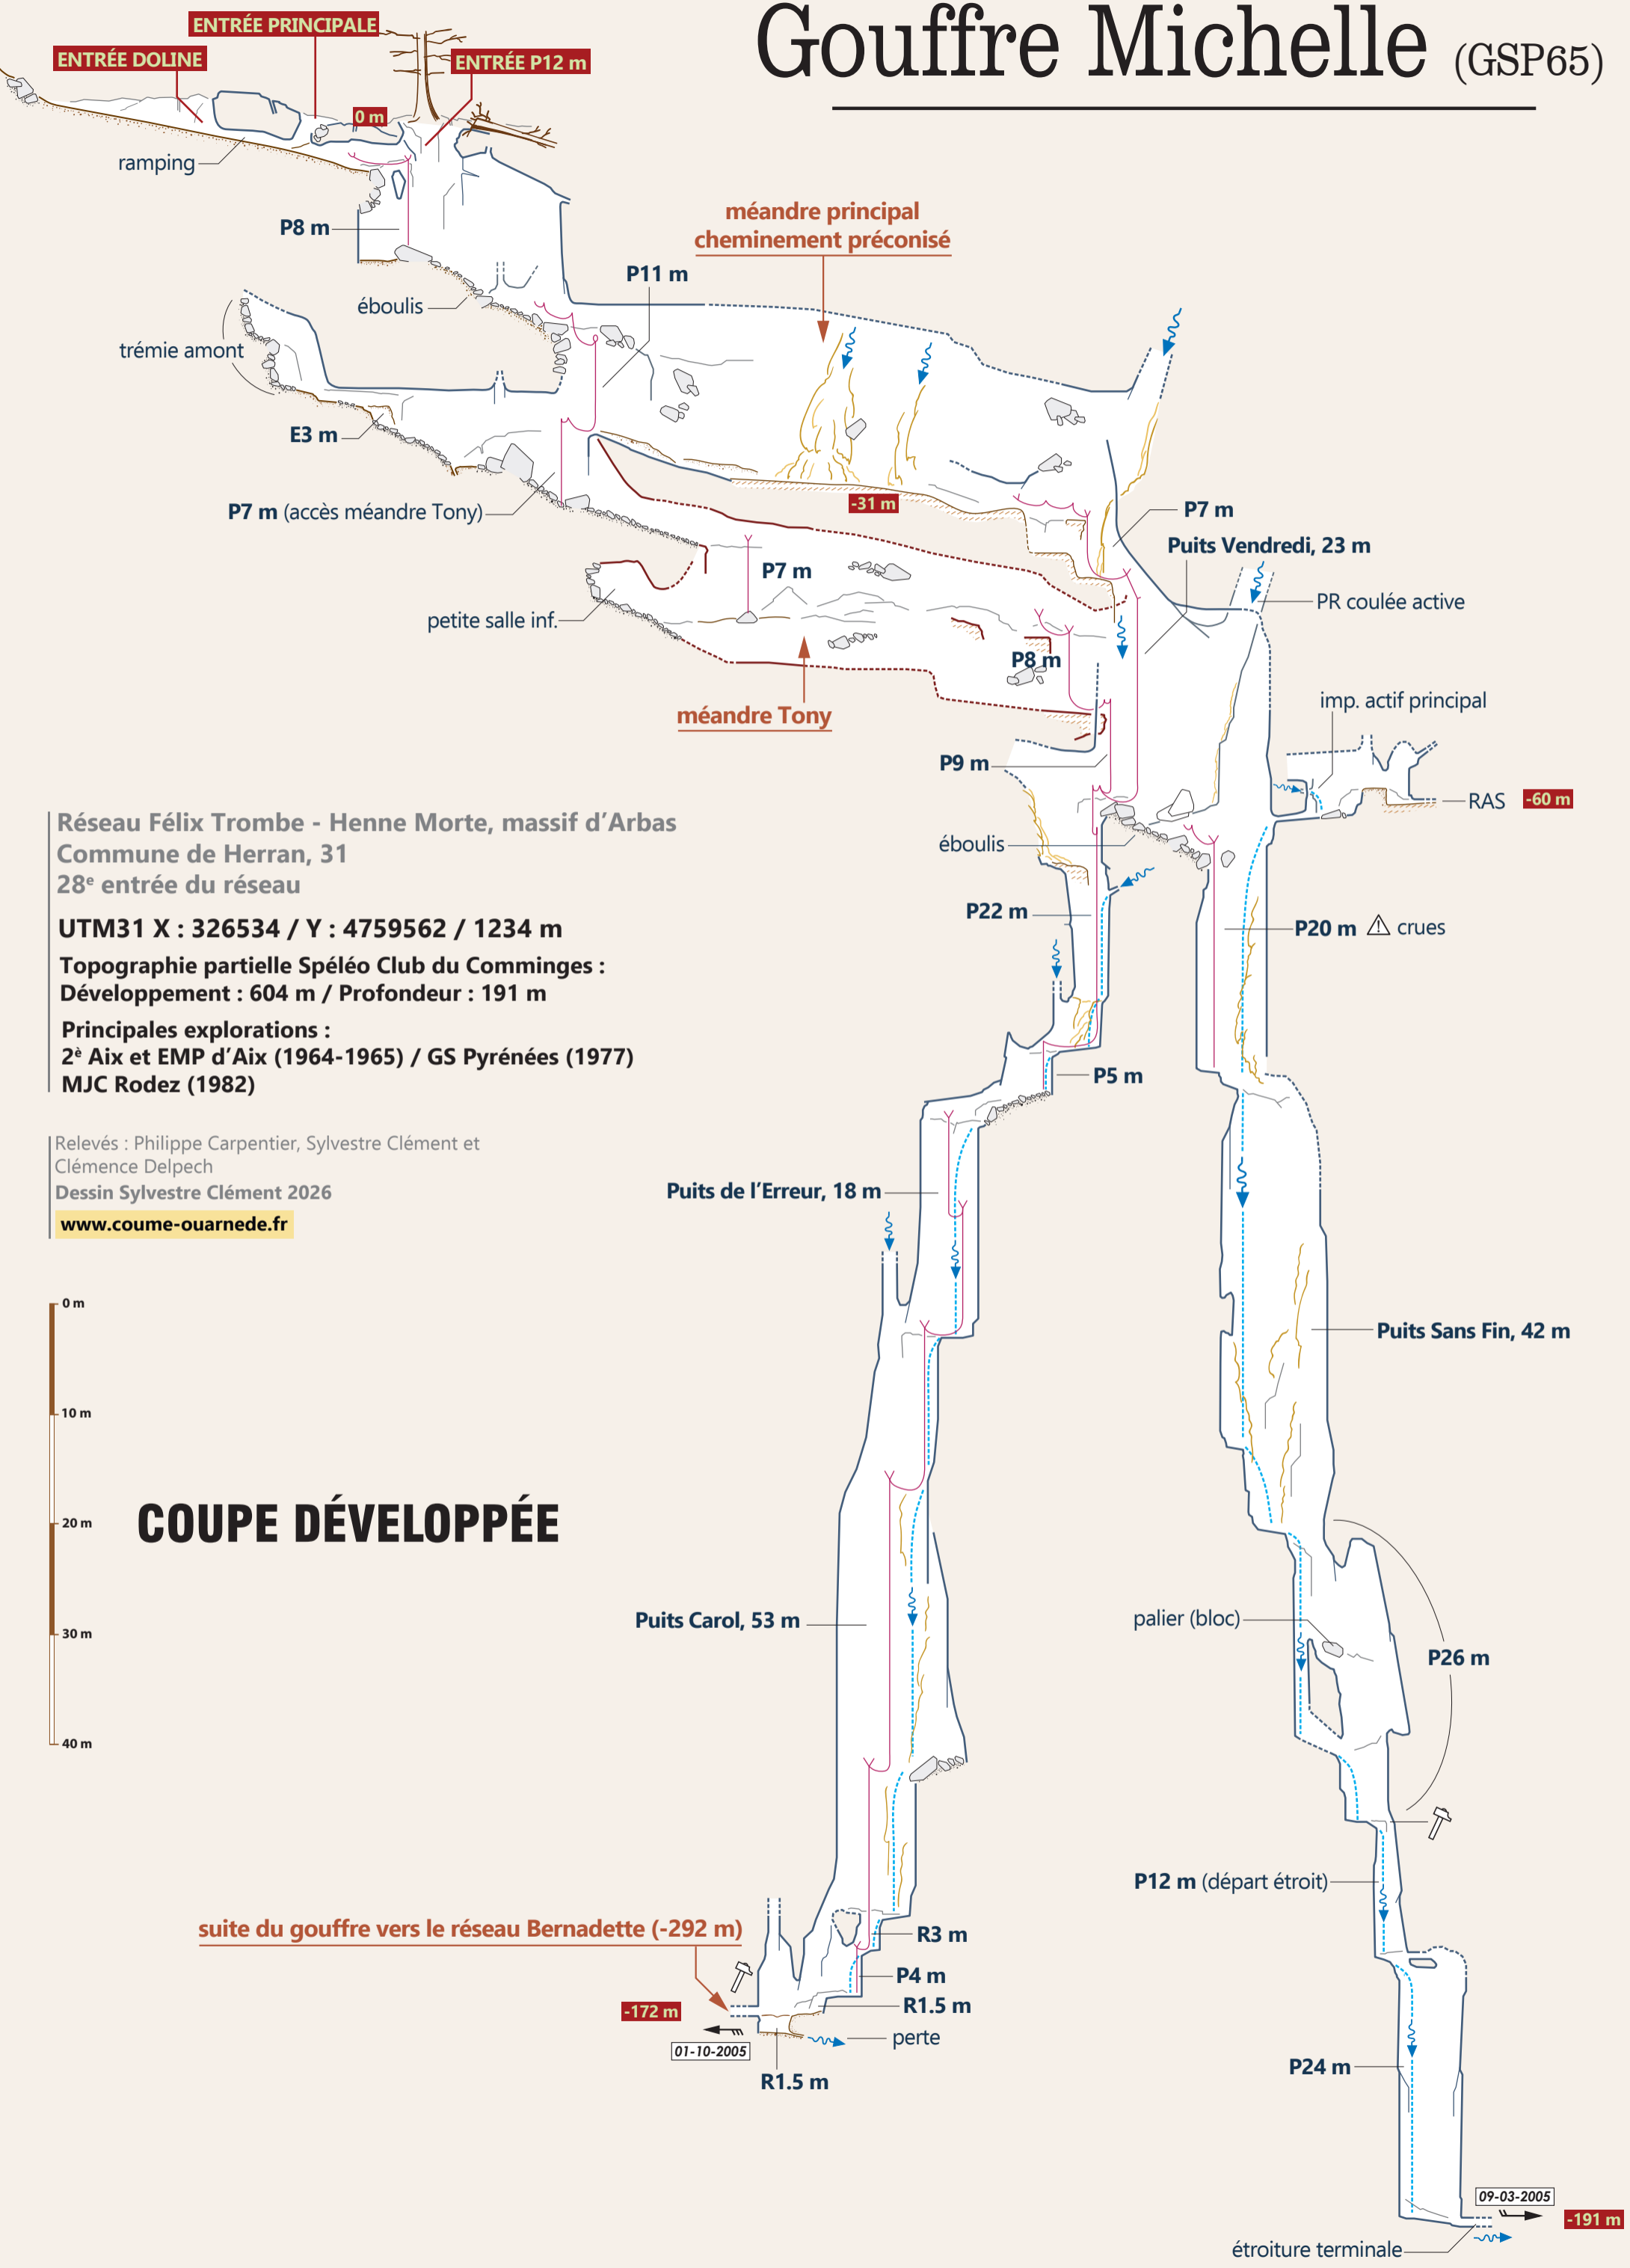 Gouffre Michelle (GSP65)
ENTRÉE PRINCIPALE
ENTRÉE DOLINE
ENTRÉE P12 m
0 m
ramping
P8 m
méandre principal
cheminement préconisé
P11 m
éboulis
trémie amont
E3 m
-31 m
P7 m (accès méandre Tony)
P7 m
Puits Vendredi, 23 m
P7 m
PR coulée active
petite salle inf.
P8 m
imp. actif principal
méandre Tony
P9 m
RAS
-60 m
Réseau Félix Trombe - Henne Morte, massif d’Arbas
Commune de Herran, 31
28e entrée du réseau
UTM31 X : 326534 / Y : 4759562 / 1234 m
Topographie partielle Spéléo Club du Comminges :
Développement : 604 m / Profondeur : 191 m
Principales explorations :
2è Aix et EMP d’Aix (1964-1965) / GS Pyrénées (1977)
MJC Rodez (1982)
Relevés : Philippe Carpentier, Sylvestre Clément et
Clémence Delpech
Dessin Sylvestre Clément 2026
www.coume-ouarnede.fr
éboulis
P22 m
P20 m
crues
P5 m
Puits de l’Erreur, 18 m
0 m
10 m
20 m
30 m
40 m
Puits Sans Fin, 42 m
COUPE DÉVELOPPÉE
Puits Carol, 53 m
palier (bloc)
P26 m
P12 m (départ étroit)
suite du gouffre vers le réseau Bernadette (-292 m)
R3 m
P4 m
R1.5 m
-172 m
perte
01-10-2005
R1.5 m
P24 m
09-03-2005
-191 m
étroiture terminale